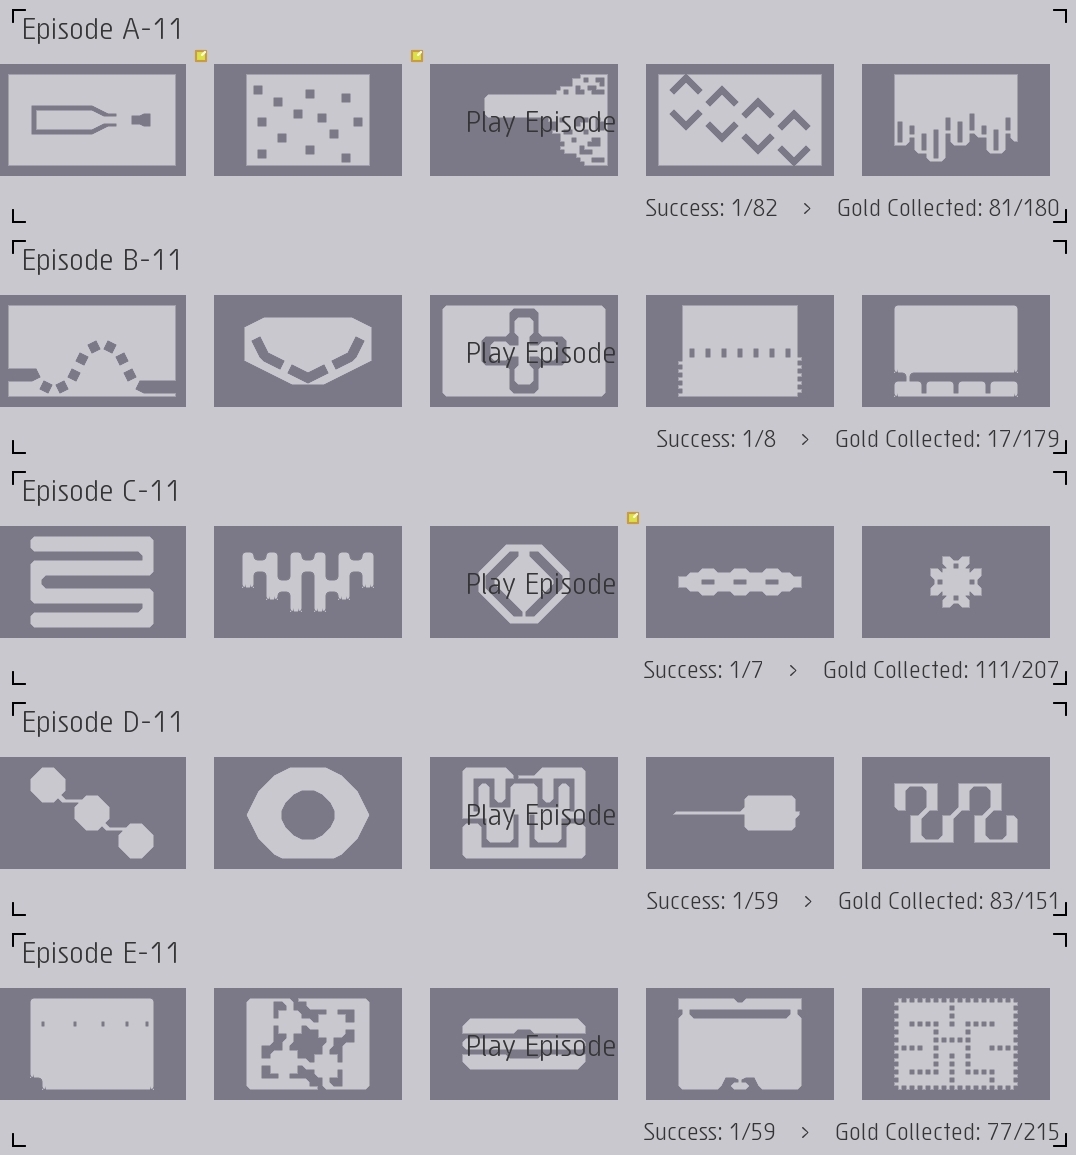 Episode A-11
Play Episode
Success: 1/82 > Gold Collected: 81/180
Episode B-11
Play Episode
Success: 1/8 > Gold Collected: 17/179
Episode C-11
Play Episode
Success: 1/7 > Gold Collected: 111/207
Episode D-11
Play Episode
Success: 1/59 > Gold Collected: 83/151
Episode E-11
Play Episode
Success: 1/59 > Gold Collected: 77/215